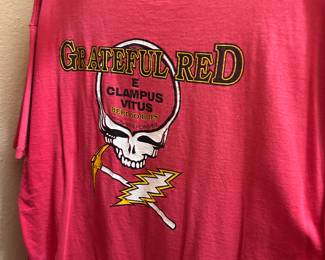 GRATEFUL RED
E
CLAMPUS
VITUS